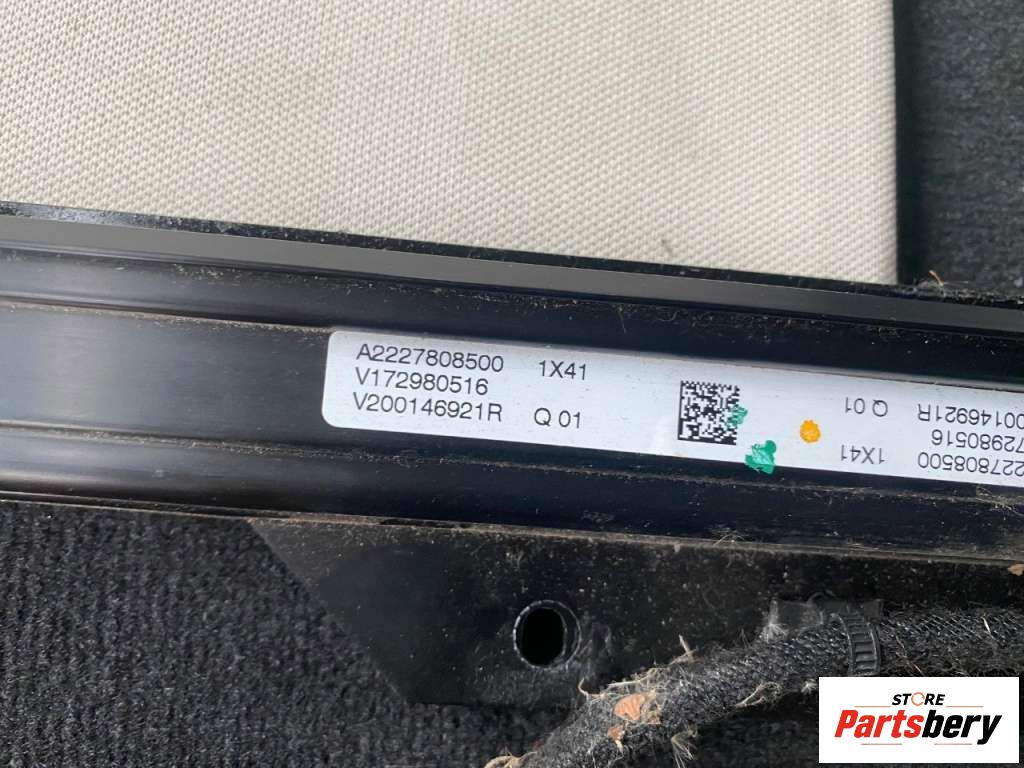 A2227808500 1X41
V172980516
V200146921R Q 01
227808500 1X41
72980516
00146921R Q 01
STORE
Partsbery